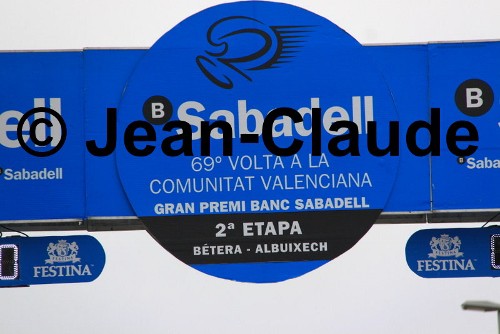 B Sabadell
69º VOLTA A LA
COMUNITAT VALENCIANA
GRAN PREMI BANC SABADELL
2ª ETAPA
BÉTERA - ALBUIXECH
ell
B Sabadell
B
B Sabadell
FESTINA
FESTINA
© Jean-Claude